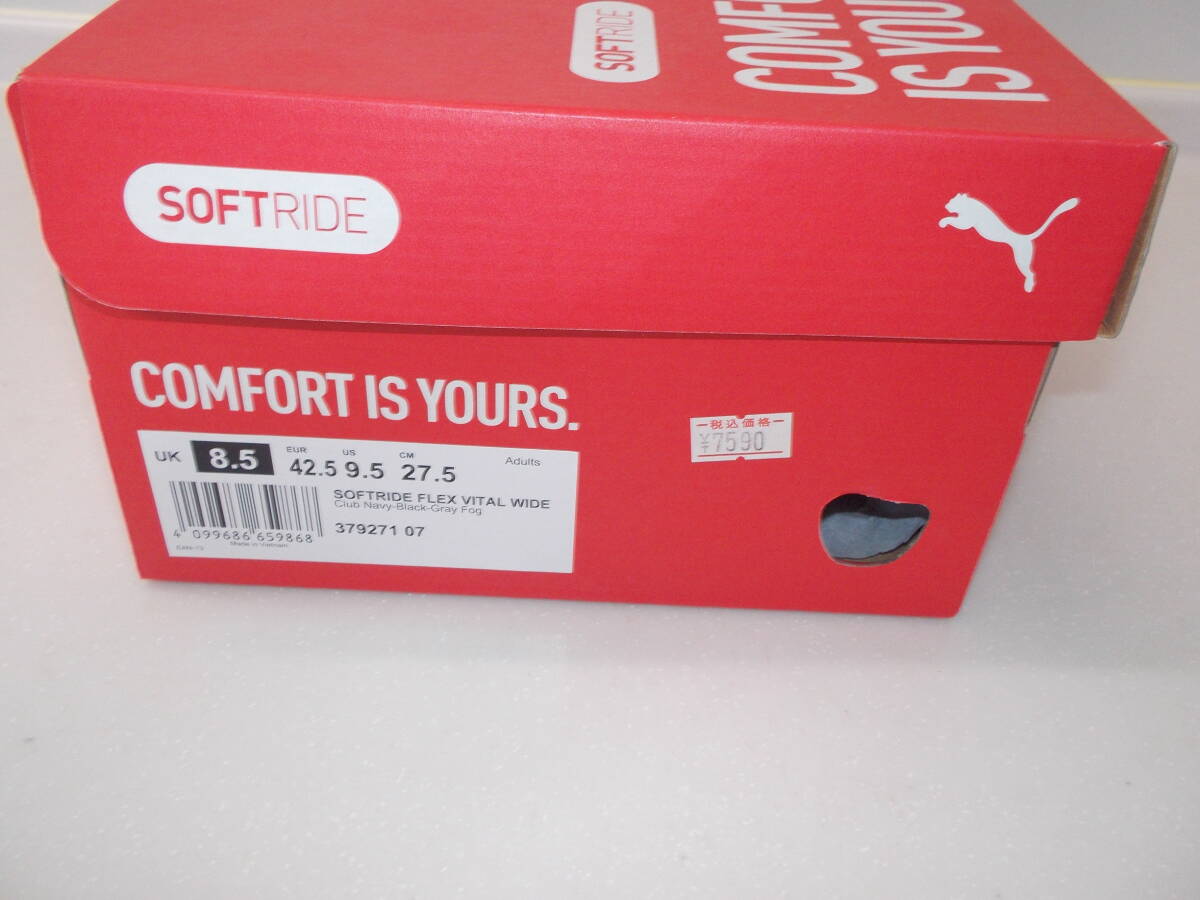 SOFTRIDE
COMFO
IS YOU
SOFTRIDE
COMFORT IS YOURS.
税込価格
¥7590
UK 8.5 EUR 42.5 US 9.5 CM 27.5 Adults
SOFTRIDE FLEX VITAL WIDE
Club Navy-Black-Gray Fog
379271 07
4 099686 659868
Made in Vietnam